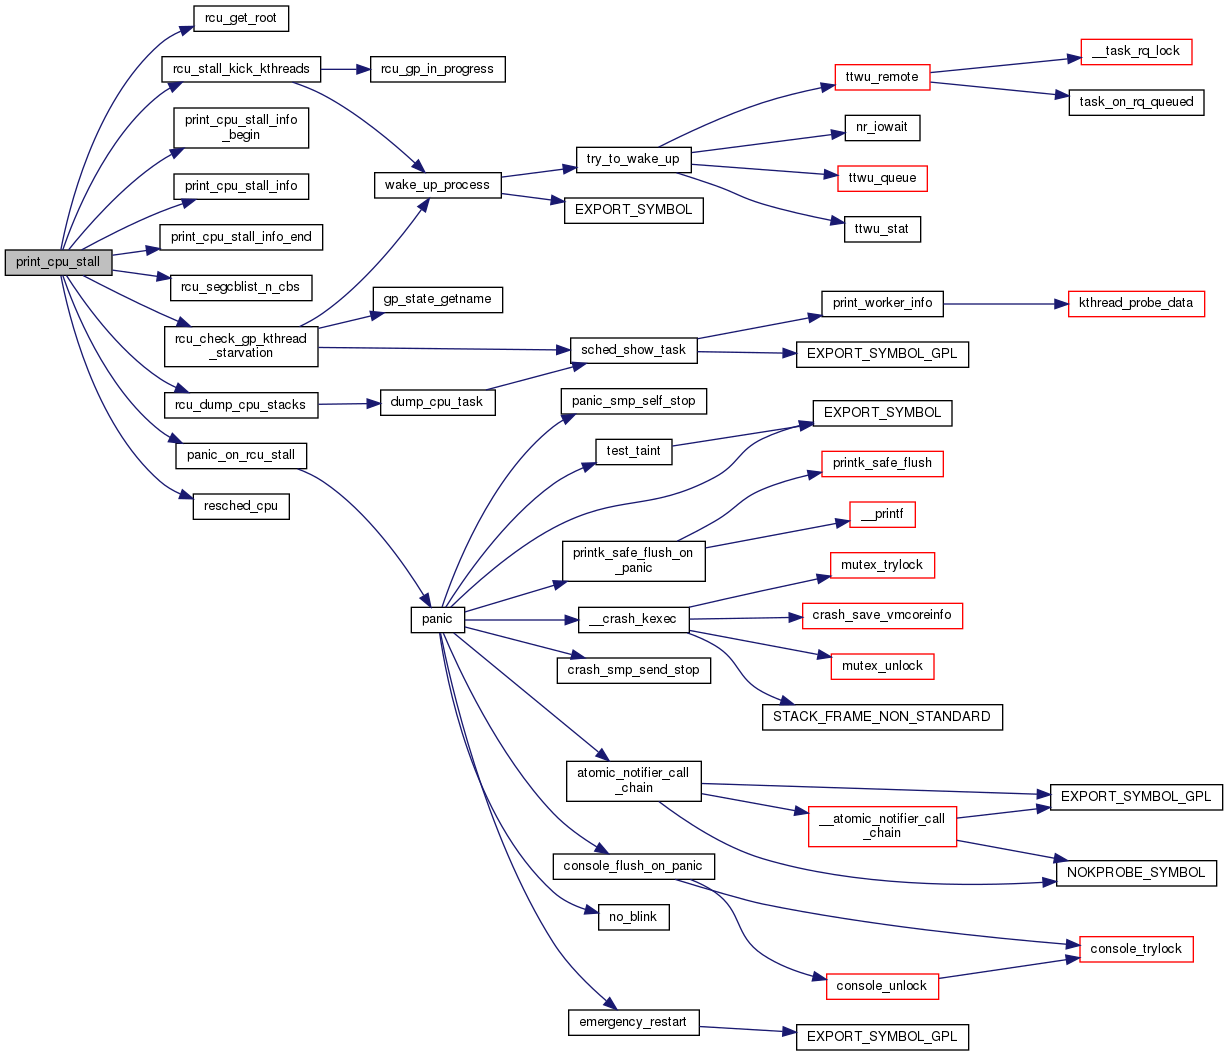 rcu_get_root
rcu_stall_kick_kthreads
rcu_gp_in_progress
print_cpu_stall_info
_begin
print_cpu_stall_info
print_cpu_stall_info_end
print_cpu_stall
rcu_segcblist_n_cbs
rcu_check_gp_kthread
_starvation
rcu_dump_cpu_stacks
panic_on_rcu_stall
resched_cpu
wake_up_process
gp_state_getname
dump_cpu_task
panic
try_to_wake_up
EXPORT_SYMBOL
sched_show_task
panic_smp_self_stop
test_taint
printk_safe_flush_on
_panic
__crash_kexec
crash_smp_send_stop
atomic_notifier_call
_chain
console_flush_on_panic
no_blink
emergency_restart
ttwu_remote
nr_iowait
ttwu_queue
ttwu_stat
print_worker_info
EXPORT_SYMBOL_GPL
EXPORT_SYMBOL
printk_safe_flush
__printf
mutex_trylock
crash_save_vmcoreinfo
mutex_unlock
STACK_FRAME_NON_STANDARD
__atomic_notifier_call
_chain
console_unlock
EXPORT_SYMBOL_GPL
__task_rq_lock
task_on_rq_queued
kthread_probe_data
EXPORT_SYMBOL_GPL
NOKPROBE_SYMBOL
console_trylock